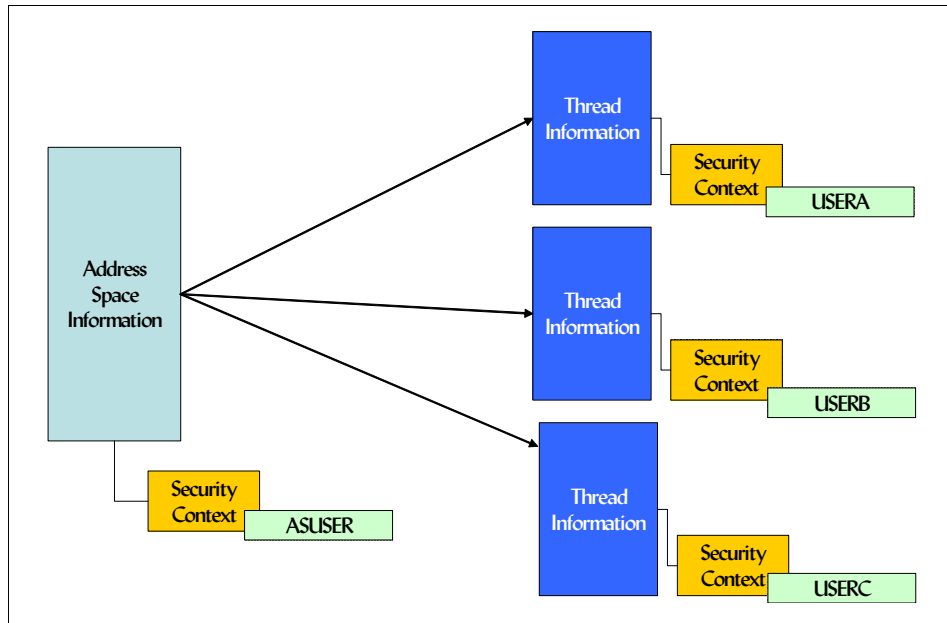 Address
Space
Information
Security
Context
ASUSER
Thread
Information
Security
Context
USERA
Thread
Information
Security
Context
USERB
Thread
Information
Security
Context
USERC